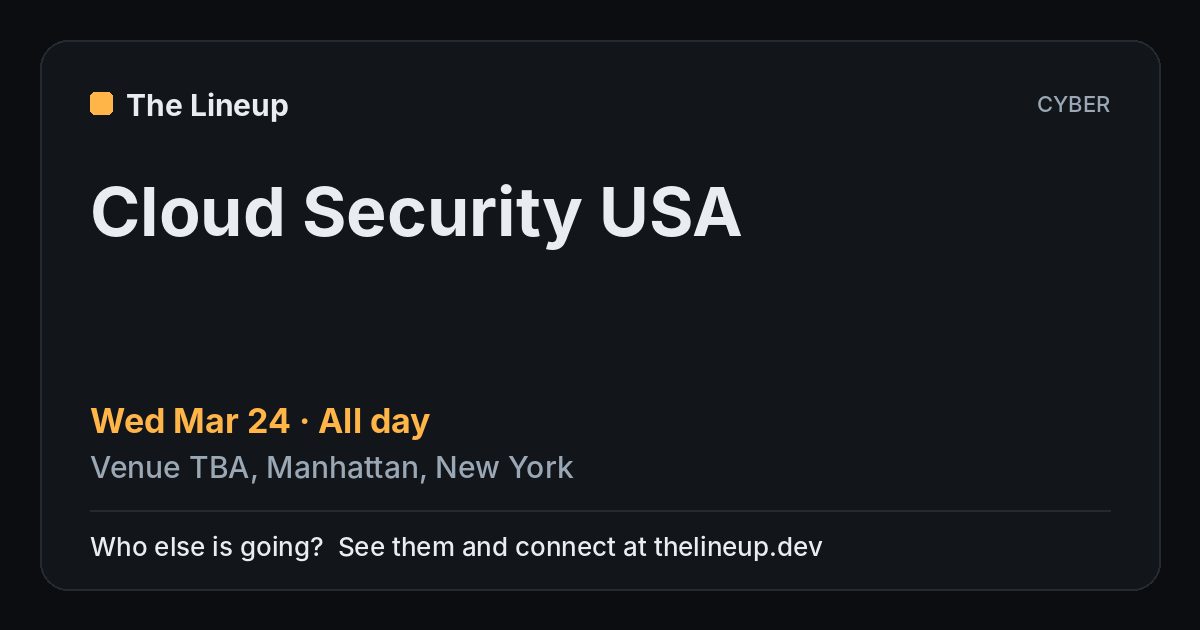 The Lineup
CYBER
Cloud Security USA
Wed Mar 24 · All day
Venue TBA, Manhattan, New York
Who else is going?  See them and connect at thelineup.dev